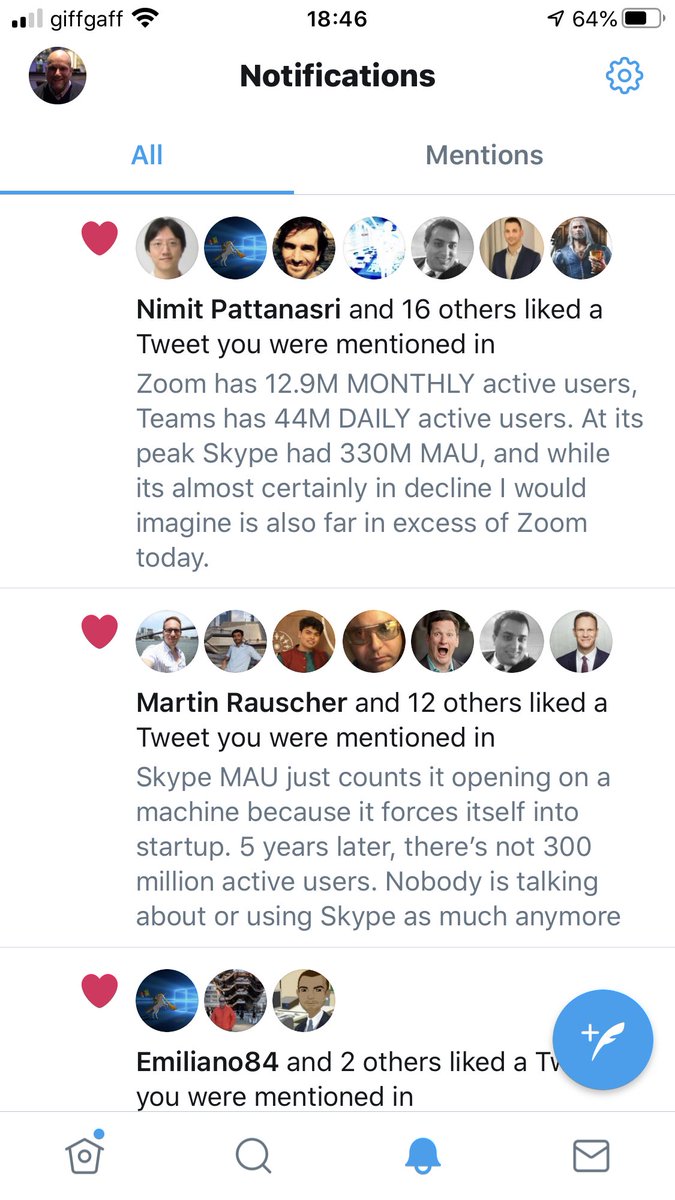 giffgaff 18:46 64%
Notifications
All Mentions
Nimit Pattanasri and 16 others liked a
Tweet you were mentioned in
Zoom has 12.9M MONTHLY active users,
Teams has 44M DAILY active users. At its
peak Skype had 330M MAU, and while
its almost certainly in decline I would
imagine is also far in excess of Zoom
today.
Martin Rauscher and 12 others liked a
Tweet you were mentioned in
Skype MAU just counts it opening on a
machine because it forces itself into
startup. 5 years later, there’s not 300
million active users. Nobody is talking
about or using Skype as much anymore
Emiliano84 and 2 others liked a
you were mentioned in